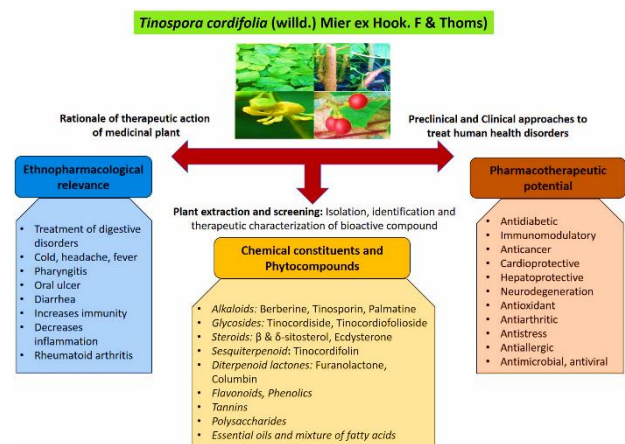 Tinospora cordifolia (willd.) Mier ex Hook. F & Thoms)
Rationale of therapeutic action
of medicinal plant
Preclinical and Clinical approaches to
treat human health disorders
Ethnopharmacological
relevance
• Treatment of digestive
disorders
• Cold, headache, fever
• Pharyngitis
• Oral ulcer
• Diarrhea
• Increases immunity
• Decreases
inflammation
• Rheumatoid arthritis
Plant extraction and screening: Isolation, identification and
therapeutic characterization of bioactive compound
Chemical constituents and
Phytocompounds
• Alkaloids: Berberine, Tinosporin, Palmatine
• Glycosides: Tinocordiside, Tinocordiofolioside
• Steroids: β & δ-sitosterol, Ecdysterone
• Sesquiterpenoid: Tinocordifolin
• Diterpenoid lactones: Furanolactone,
Columbin
• Flavonoids, Phenolics
• Tannins
• Polysaccharides
• Essential oils and mixture of fatty acids
Pharmacotherapeutic
potential
• Antidiabetic
• Immunomodulatory
• Anticancer
• Cardioprotective
• Hepatoprotective
• Neurodegeneration
• Antioxidant
• Antiarthritic
• Antistress
• Antiallergic
• Antimicrobial, antiviral